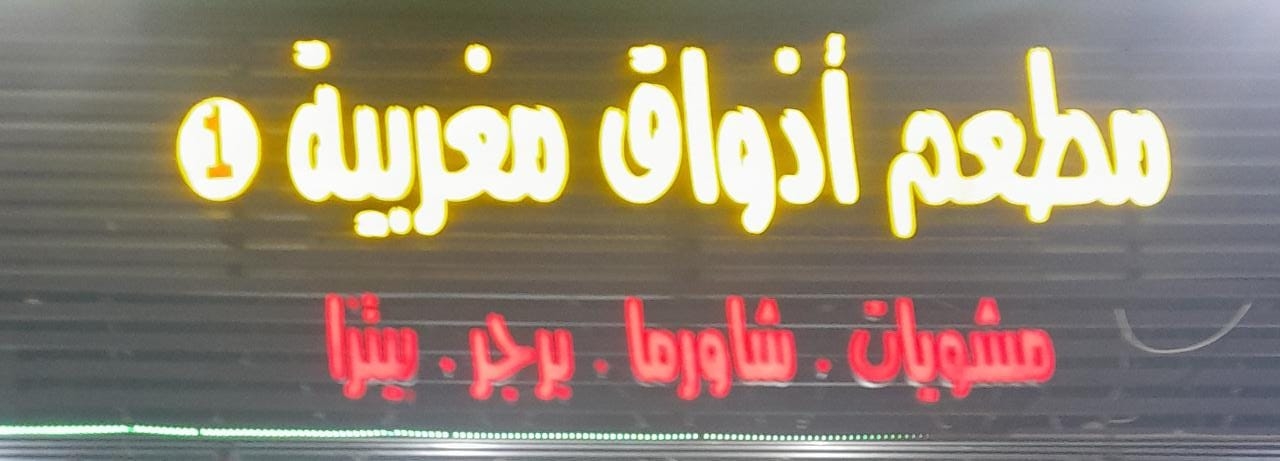 مطعم أذواق مغربية 1
مشويات . شاورما . برجر . بيتزا